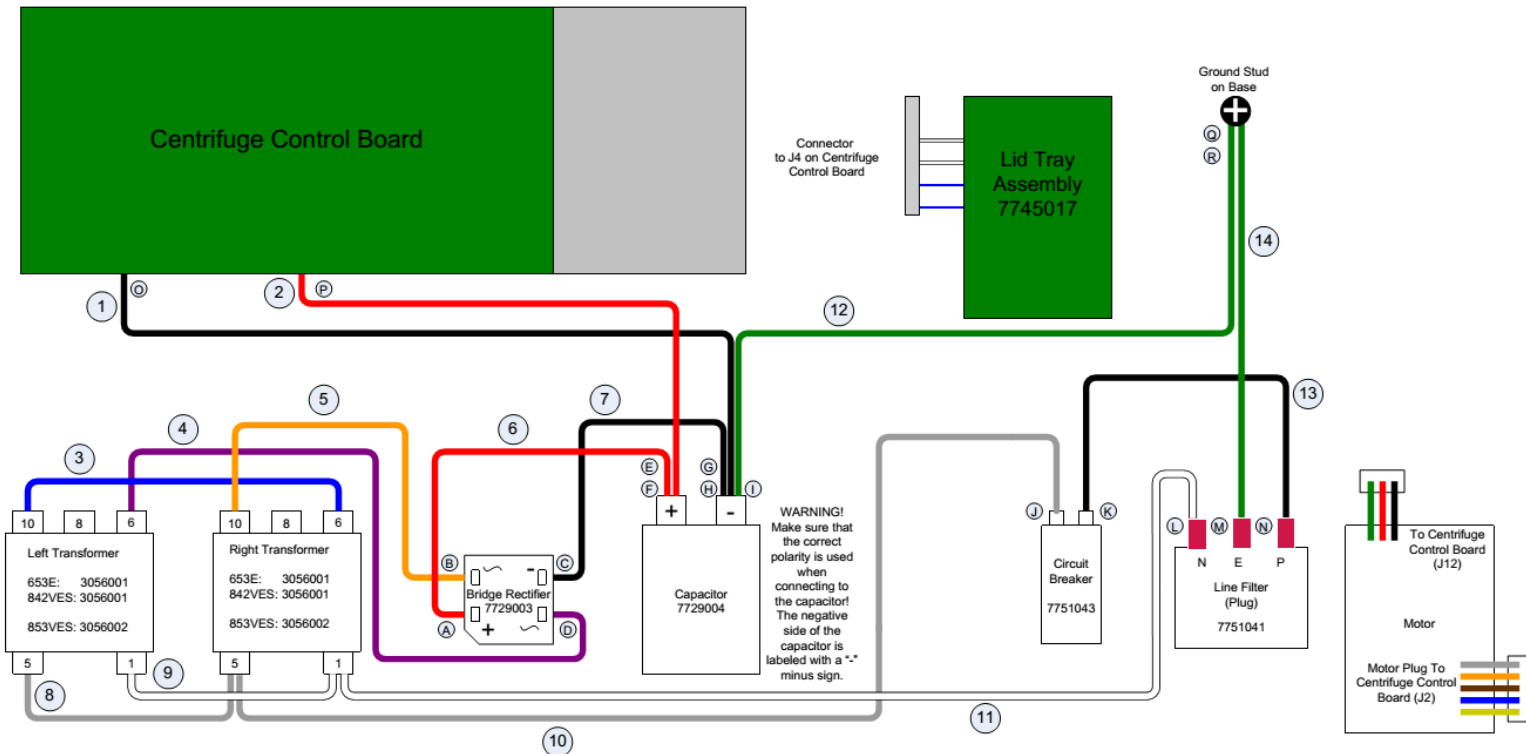 Centrifuge Control Board
Connector
to J4 on Centrifuge
Control Board
Lid Tray
Assembly
7745017
Ground Stud
on Base
Q
R
14
1
O
2
P
12
13
3
4
5
6
7
10
8
6
Left Transformer
653E: 3056001
842VES: 3056001
853VES: 3056002
5
1
8
9
10
8
6
Right Transformer
653E: 3056001
842VES: 3056001
853VES: 3056002
5
1
10
11
B
C
-
Bridge Rectifier
7729003
A
+
D
E
F
G
H
I
+
-
Capacitor
7729004
WARNING!
Make sure that
the correct
polarity is used
when
connecting to
the capacitor!
The negative
side of the
capacitor is
labeled with a "-"
minus sign.
J
K
Circuit
Breaker
7751043
L
M
N
N E P
Line Filter
(Plug)
7751041
To Centrifuge
Control Board
(J12)
Motor
Motor Plug To
Centrifuge Control
Board (J2)